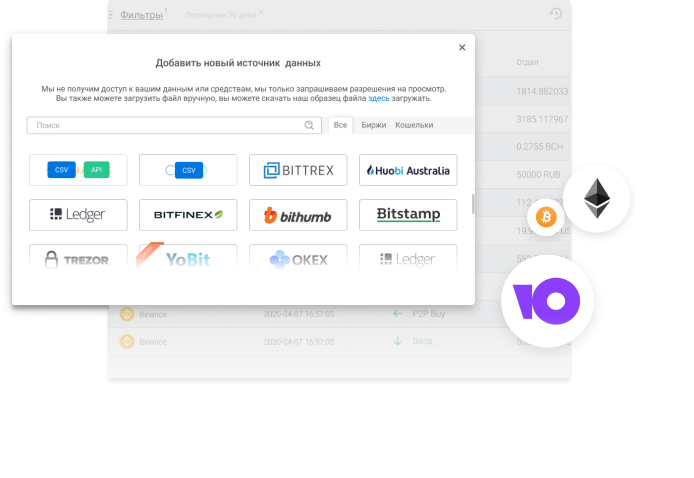 Фильтры 1
Последние 30 дней ×
Добавить новый источник данных
Мы не получим доступ к вашим данным или средствам, мы только запрашиваем разрешения на просмотр.
Вы также можете загрузить файл вручную, вы можете скачать наш образец файла здесь загружать.
Поиск
Все Биржи Кошельки
CSV API
CSV
BITTREX
Huobi Australia
Ledger
BITFINEX
bithumb
Bitstamp
TREZOR
YoBit
OKEX
Ledger
Отдал
1814.882033
3185.117967
0.2755 BCH
50000 RUB
Binance 2020-04-07 16:57:05 P2P Buy
Binance 2020-04-07 16:57:05 Ввод